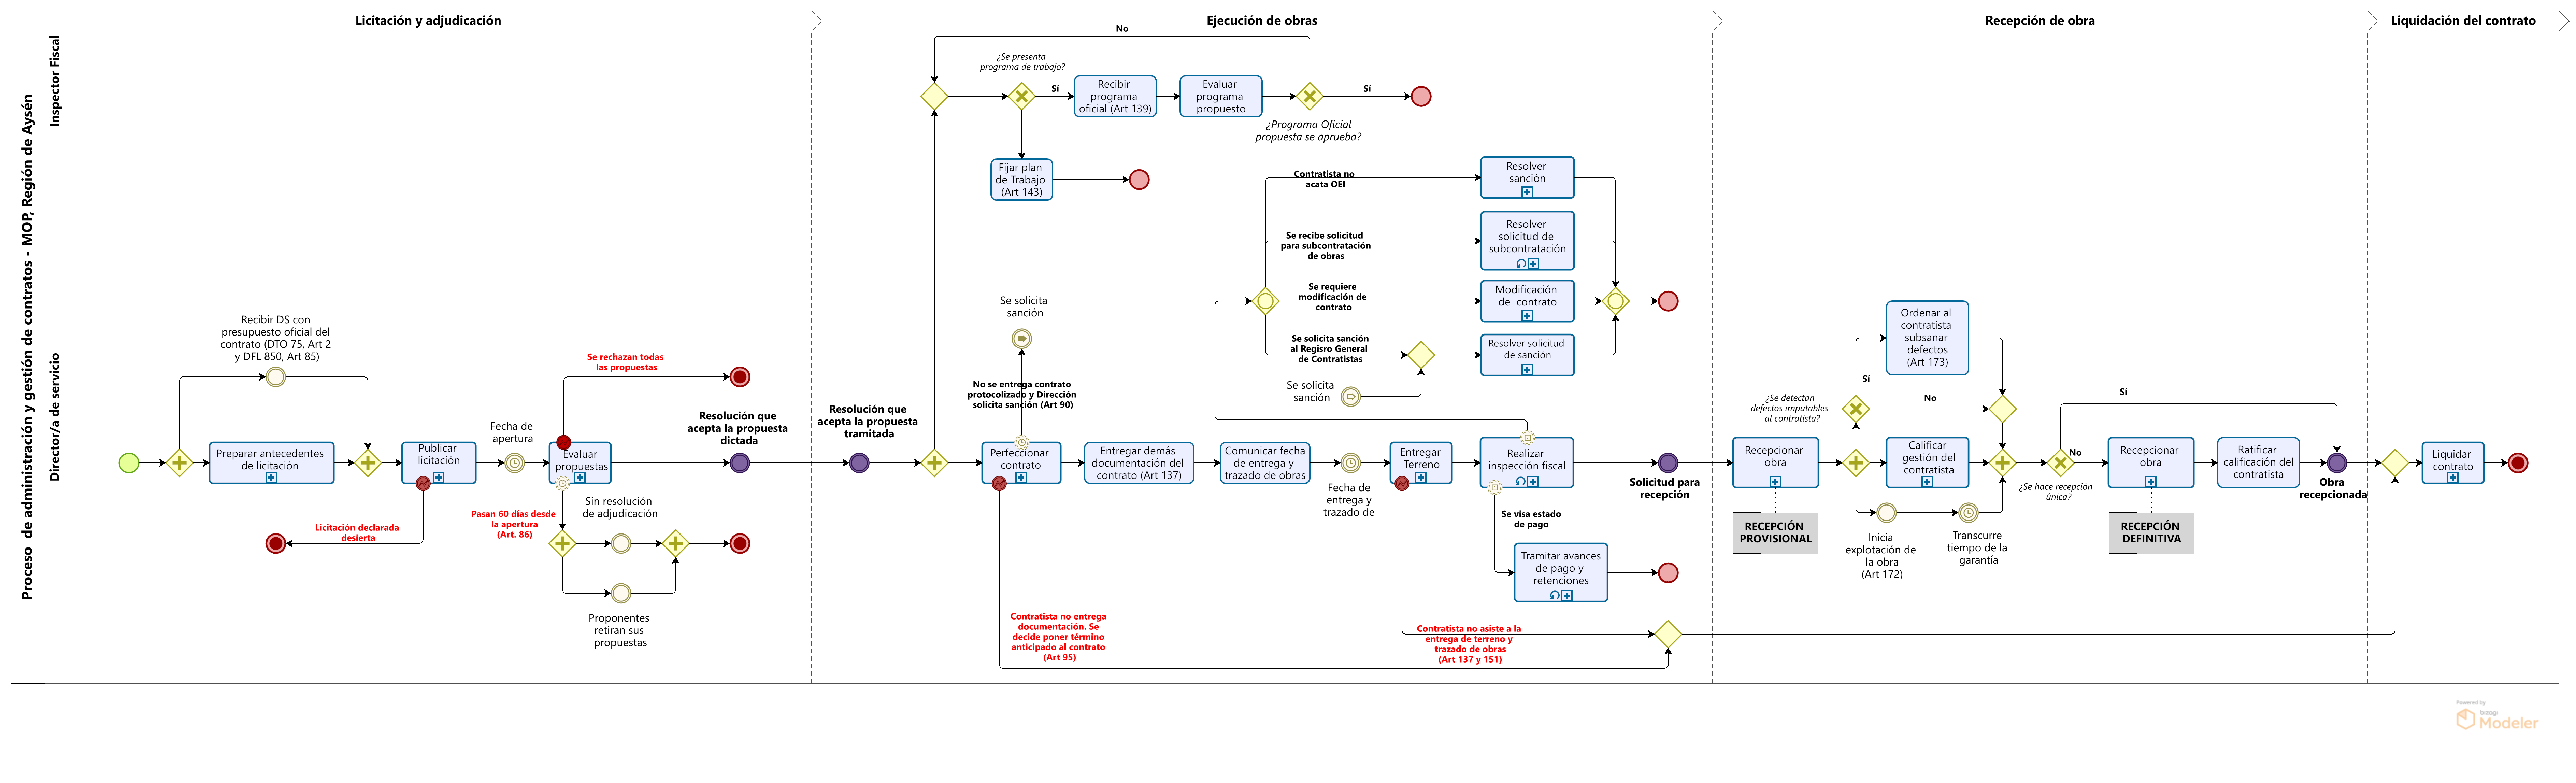 Proceso  de administración y gestión de contratos - MOP, Región de Aysén
Licitación y adjudicación
Ejecución de obras
Recepción de obra
Liquidación del contrato
Inspector Fiscal
No
¿Se presenta
programa de trabajo?
Sí
Recibir
programa
oficial (Art 139)
Evaluar
programa
propuesto
Sí
¿Programa Oficial
propuesta se aprueba?
Director/a de servicio
Fijar plan
de Trabajo
(Art 143)
Contratista no
acata OEI
Resolver
sanción
Se recibe solicitud
para subcontratación
de obras
Resolver
solicitud de
subcontratación
Se requiere
modificación de
contrato
Modificación
de  contrato
Se solicita sanción
al Regisro General
de Contratistas
Resolver solicitud
de sanción
Se solicita
sanción
Se solicita
sanción
No se entrega contrato
protocolizado y Dirección
solicita sanción (Art 90)
Recibir DS con
presupuesto oficial del
contrato (DTO 75, Art 2
y DFL 850, Art 85)
Preparar antecedentes
de licitación
Publicar
licitación
Licitación declarada
desierta
Fecha de
apertura
Evaluar
propuestas
Se rechazan todas
las propuestas
Pasan 60 días desde
la apertura
(Art. 86)
Sin resolución
de adjudicación
Proponentes
retiran sus
propuestas
Resolución que
acepta la propuesta
dictada
Resolución que
acepta la propuesta
tramitada
Perfeccionar
contrato
Entregar demás
documentación del
contrato (Art 137)
Comunicar fecha
de entrega y
trazado de obras
Fecha de
entrega y
trazado de
Entregar
Terreno
Realizar
inspección fiscal
Se visa estado
de pago
Tramitar avances
de pago y
retenciones
Contratista no entrega
documentación. Se
decide poner término
anticipado al contrato
(Art 95)
Contratista no asiste a la
entrega de terreno y
trazado de obras
(Art 137 y 151)
Solicitud para
recepción
Recepcionar
obra
RECEPCIÓN
PROVISIONAL
¿Se detectan
defectos imputables
al contratista?
Sí
No
Ordenar al
contratista
subsanar
defectos
(Art 173)
Calificar
gestión del
contratista
Inicia
explotación de
la obra
(Art 172)
Transcurre
tiempo de la
garantía
¿Se hace recepción
única?
Sí
No
Recepcionar
obra
RECEPCIÓN
DEFINITIVA
Ratificar
calificación del
contratista
Obra
recepcionada
Liquidar
contrato
Powered by
bizagi
Modeler